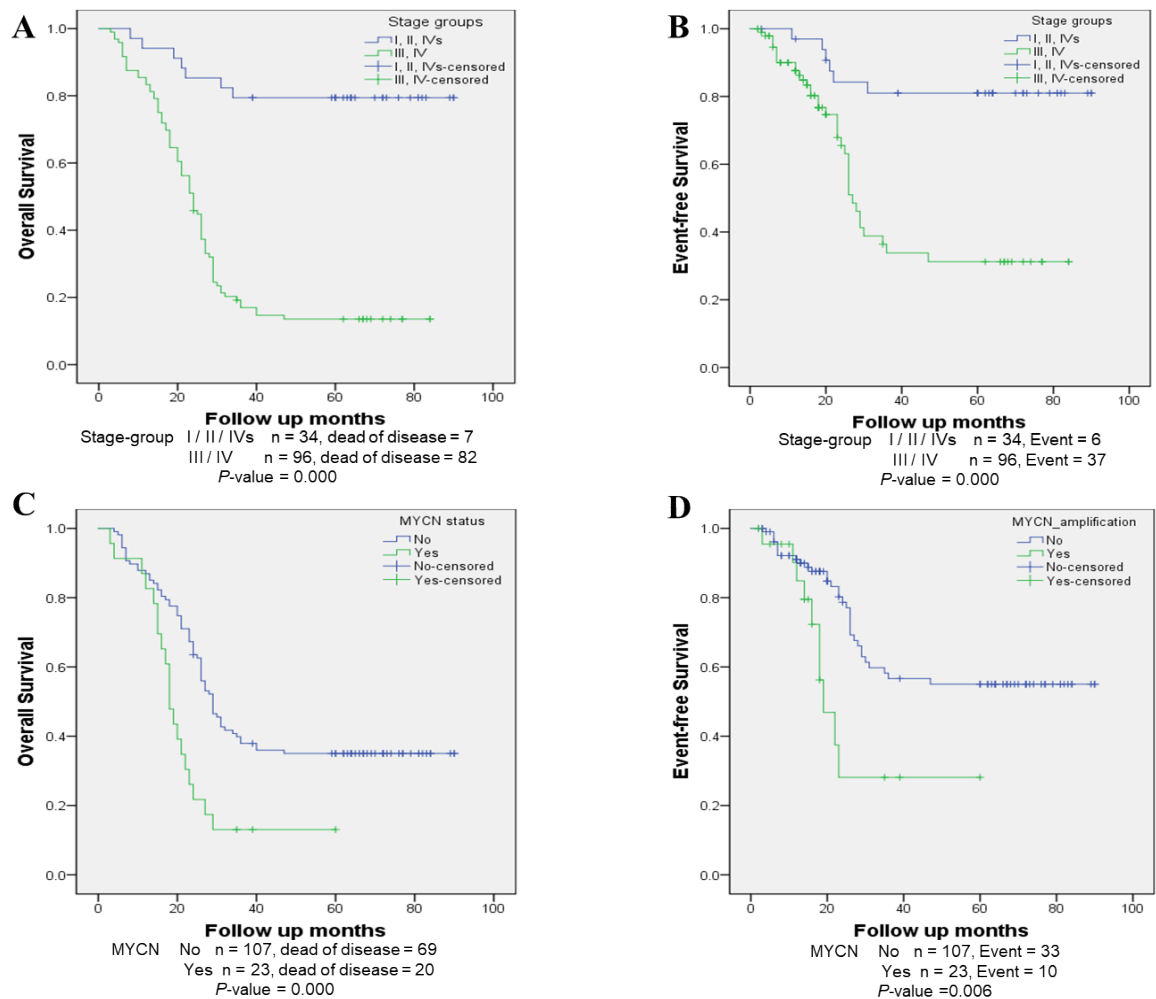 A
Overall Survival
1.0
0.8
0.6
0.4
0.2
0.0
0 20 40 60 80 100
Follow up months
Stage groups
I, II, IVs
III, IV
I, II, IVs-censored
III, IV-censored
Stage-group I / II / IVs n = 34, dead of disease = 7
III / IV n = 96, dead of disease = 82
P-value = 0.000
B
Event-free Survival
1.0
0.8
0.6
0.4
0.2
0.0
0 20 40 60 80 100
Follow up months
Stage groups
I, II, IVs
III, IV
I, II, IVs-censored
III, IV-censored
Stage-group I / II / IVs n = 34, Event = 6
III / IV n = 96, Event = 37
P-value = 0.000
C
Overall Survival
1.0
0.8
0.6
0.4
0.2
0.0
0 20 40 60 80 100
Follow up months
MYCN status
No
Yes
No-censored
Yes-censored
MYCN No n = 107, dead of disease = 69
Yes n = 23, dead of disease = 20
P-value = 0.000
D
Event-free Survival
1.0
0.8
0.6
0.4
0.2
0.0
0 20 40 60 80 100
Follow up months
MYCN_amplification
No
Yes
No-censored
Yes-censored
MYCN No n = 107, Event = 33
Yes n = 23, Event = 10
P-value =0.006